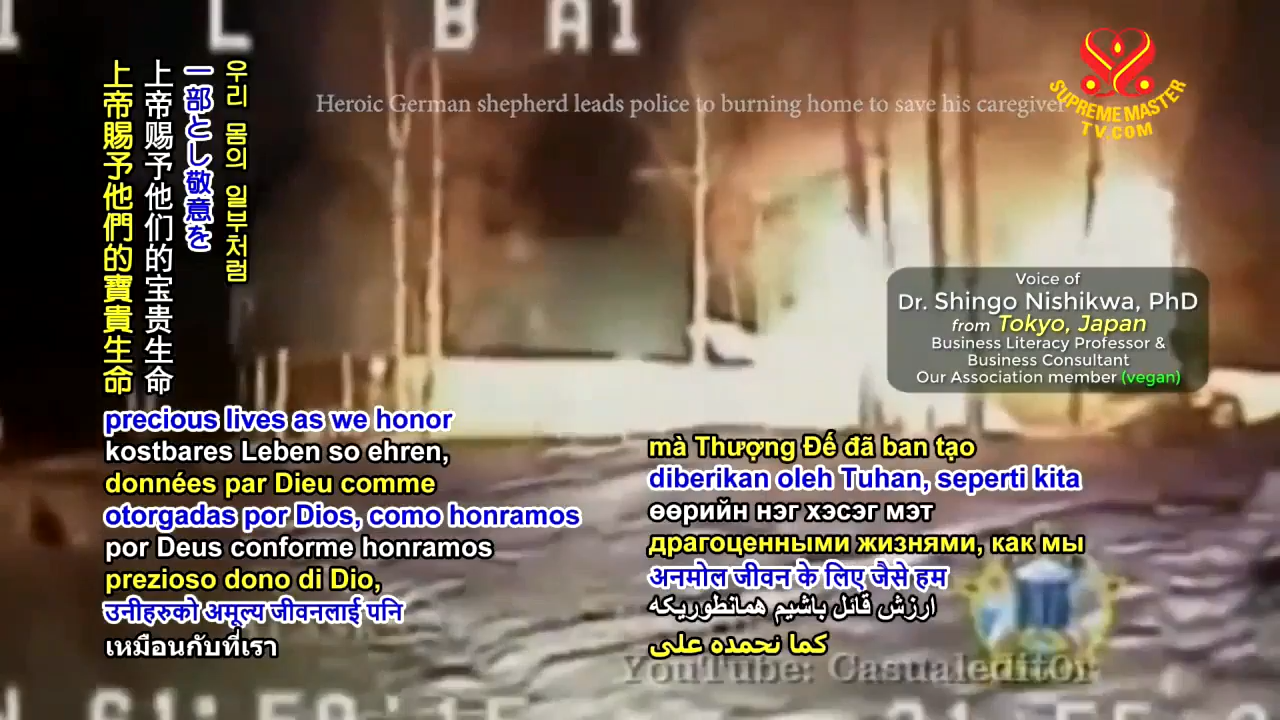 L B A1
Heroic German shepherd leads police to burning home to save his caregiver
SUPREME MASTER
TV.COM
우리 몸의 일부처럼
一部とし敬意を
上帝赐予他们的宝贵生命
上帝賜予他們的寶貴生命
Voice of
Dr. Shingo Nishikwa, PhD
from Tokyo, Japan
Business Literacy Professor &
Business Consultant
Our Association member (vegan)
precious lives as we honor
kostbares Leben so ehren,
données par Dieu comme
otorgadas por Dios, como honramos
por Deus conforme honramos
prezioso dono di Dio,
उनीहरुको अमूल्य जीवनलाई पनि
เหมือนกับที่เรา
mà Thượng Đế đã ban tạo
diberikan oleh Tuhan, seperti kita
өөрийн нэг хэсэг мэт
драгоценными жизнями, как мы
अनमोल जीवन के लिए जैसे हम
ارزش قائل باشیم همانطوریکه
كما نحمده على
YouTube: Casualedit0r